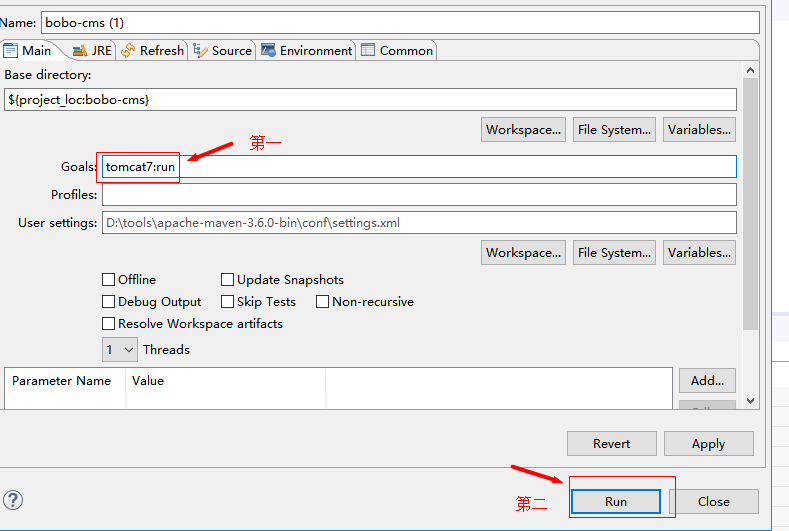 Name: bobo-cms (1)
Main JRE Refresh Source Environment Common
Base directory:
${project_loc:bobo-cms}
Workspace... File System... Variables...
第一
Goals: tomcat7:run
Profiles:
User settings: D:\tools\apache-maven-3.6.0-bin\conf\settings.xml
Workspace... File System... Variables...
Offline Update Snapshots
Debug Output Skip Tests Non-recursive
Resolve Workspace artifacts
1 Threads
Parameter Name Value Add...
Revert Apply
第二 Run Close